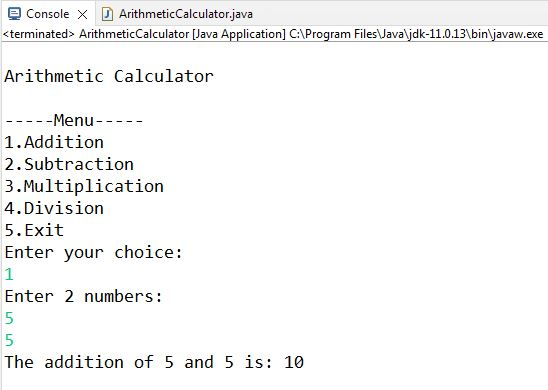 Console ArithmeticCalculator.java
<terminated> ArithmeticCalculator [Java Application] C:\Program Files\Java\jdk-11.0.13\bin\javaw.exe
Arithmetic Calculator
-----Menu-----
1.Addition
2.Subtraction
3.Multiplication
4.Division
5.Exit
Enter your choice:
1
Enter 2 numbers:
5
5
The addition of 5 and 5 is: 10